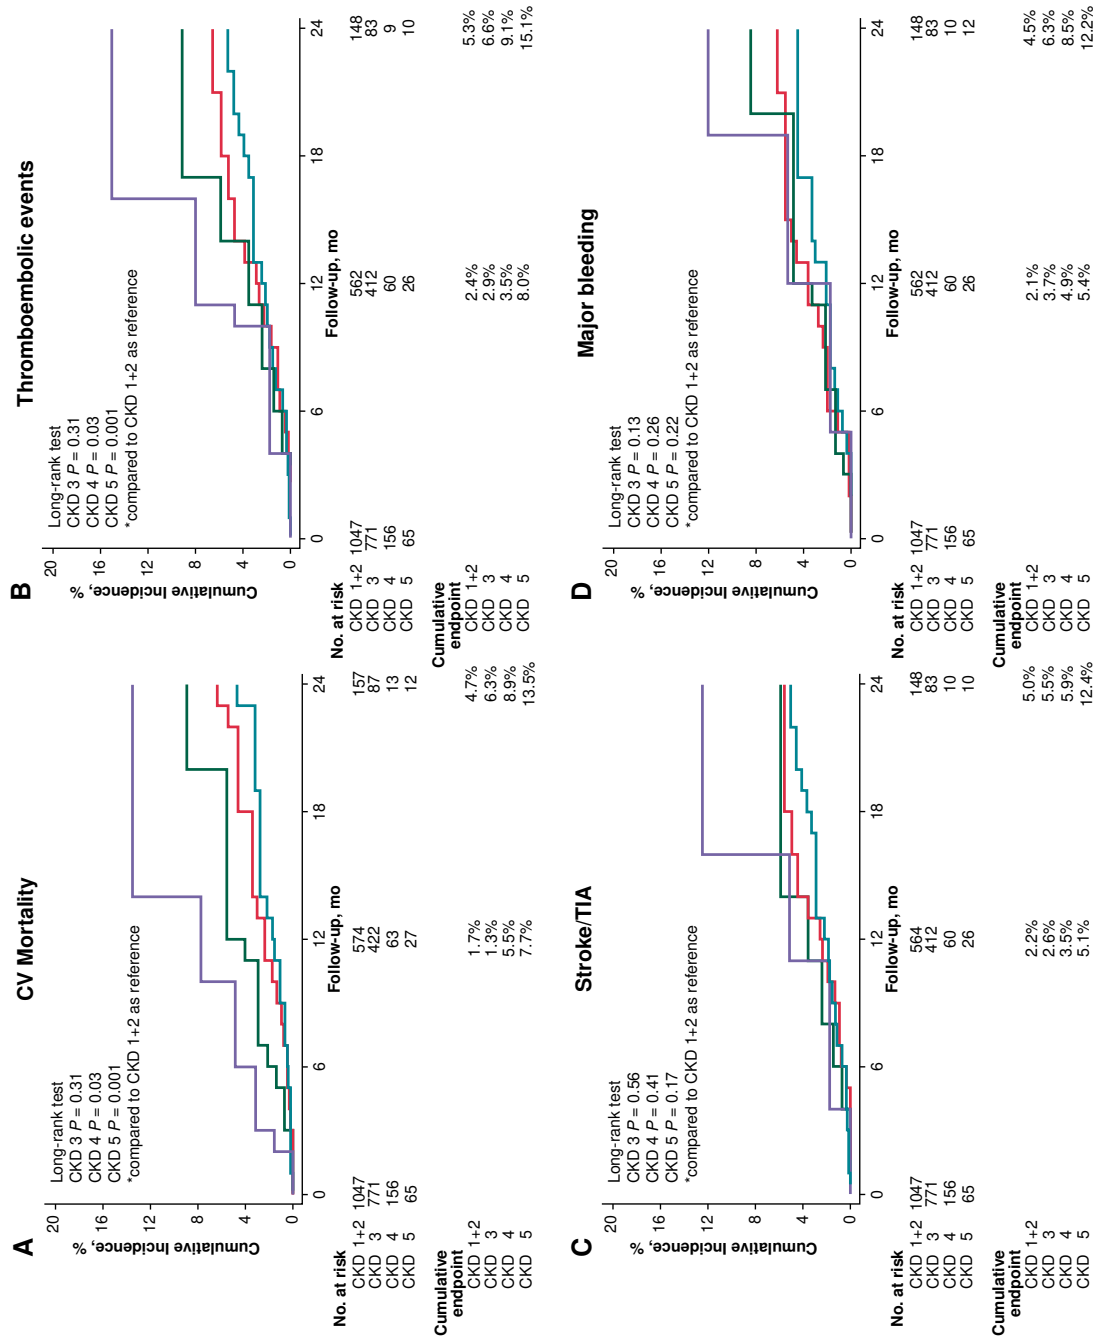 A
CV Mortality
Cumulative Incidence, %
20
16
12
8
4
0
Long-rank test
CKD 3 P = 0.31
CKD 4 P = 0.03
CKD 5 P = 0.001
*compared to CKD 1+2 as reference
0 6 12 18 24
Follow-up, mo
No. at risk
CKD 1+2 1047 574 157
CKD 3 771 422 87
CKD 4 156 63 13
CKD 5 65 27 12
Cumulative
endpoint
CKD 1+2 1.7% 4.7%
CKD 3 1.3% 6.3%
CKD 4 5.5% 8.9%
CKD 5 7.7% 13.5%
B
Thromboembolic events
Cumulative Incidence, %
20
16
12
8
4
0
Long-rank test
CKD 3 P = 0.31
CKD 4 P = 0.03
CKD 5 P = 0.001
*compared to CKD 1+2 as reference
0 6 12 18 24
Follow-up, mo
No. at risk
CKD 1+2 1047 562 148
CKD 3 771 412 83
CKD 4 156 60 9
CKD 5 65 26 10
Cumulative
endpoint
CKD 1+2 2.4% 5.3%
CKD 3 2.9% 6.6%
CKD 4 3.5% 9.1%
CKD 5 8.0% 15.1%
C
Stroke/TIA
Cumulative Incidence, %
20
16
12
8
4
0
Long-rank test
CKD 3 P = 0.56
CKD 4 P = 0.41
CKD 5 P = 0.17
*compared to CKD 1+2 as reference
0 6 12 18 24
Follow-up, mo
No. at risk
CKD 1+2 1047 564 148
CKD 3 771 412 83
CKD 4 156 60 10
CKD 5 65 26 10
Cumulative
endpoint
CKD 1+2 2.2% 5.0%
CKD 3 2.6% 5.5%
CKD 4 3.5% 5.9%
CKD 5 5.1% 12.4%
D
Major bleeding
Cumulative Incidence, %
20
16
12
8
4
0
Long-rank test
CKD 3 P = 0.13
CKD 4 P = 0.26
CKD 5 P = 0.22
*compared to CKD 1+2 as reference
0 6 12 18 24
Follow-up, mo
No. at risk
CKD 1+2 1047 562 148
CKD 3 771 412 83
CKD 4 156 60 10
CKD 5 65 26 12
Cumulative
endpoint
CKD 1+2 2.1% 4.5%
CKD 3 3.7% 6.3%
CKD 4 4.9% 8.5%
CKD 5 5.4% 12.2%